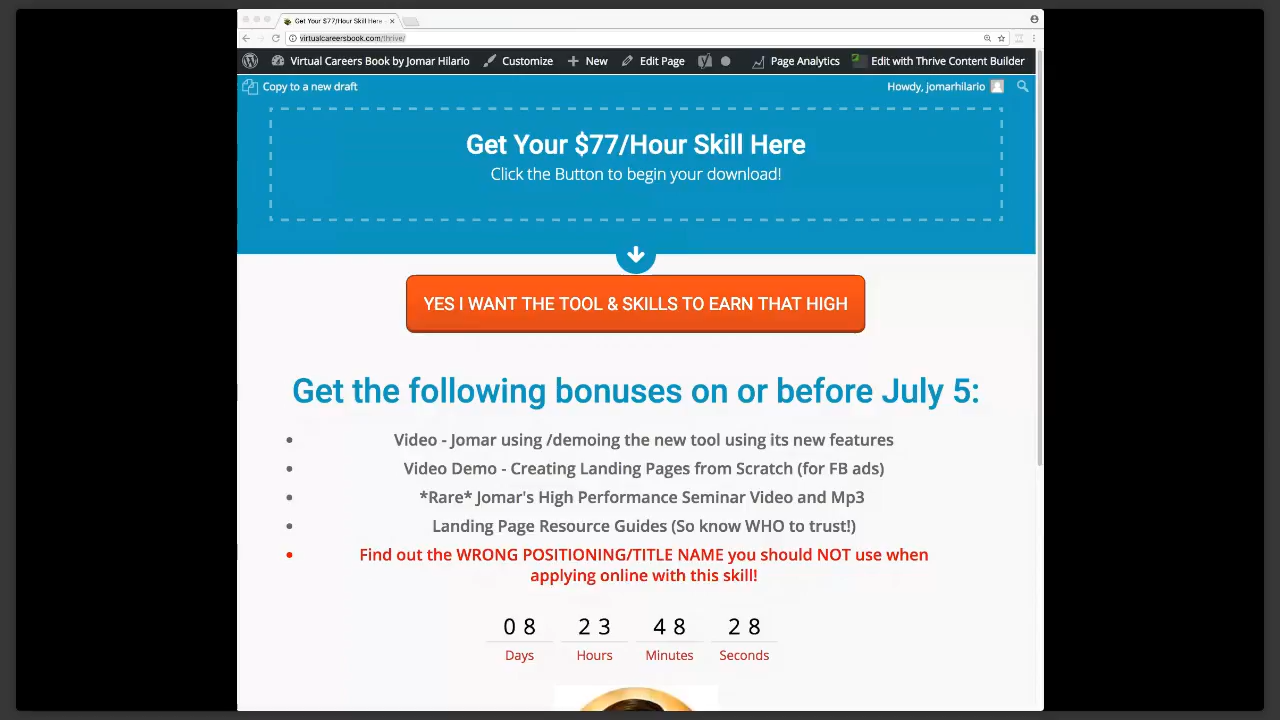 Get Your $77/Hour Skill Here
virtualcareersbook.com/thrive/
Virtual Careers Book by Jomar Hilario Customize New Edit Page Page Analytics Edit with Thrive Content Builder
Copy to a new draft Howdy, jomarhilario
Get Your $77/Hour Skill Here
Click the Button to begin your download!
YES I WANT THE TOOL & SKILLS TO EARN THAT HIGH
Get the following bonuses on or before July 5:
Video - Jomar using /demoing the new tool using its new features
Video Demo - Creating Landing Pages from Scratch (for FB ads)
*Rare* Jomar's High Performance Seminar Video and Mp3
Landing Page Resource Guides (So know WHO to trust!)
Find out the WRONG POSITIONING/TITLE NAME you should NOT use when
applying online with this skill!
08 23 48 28
Days Hours Minutes Seconds